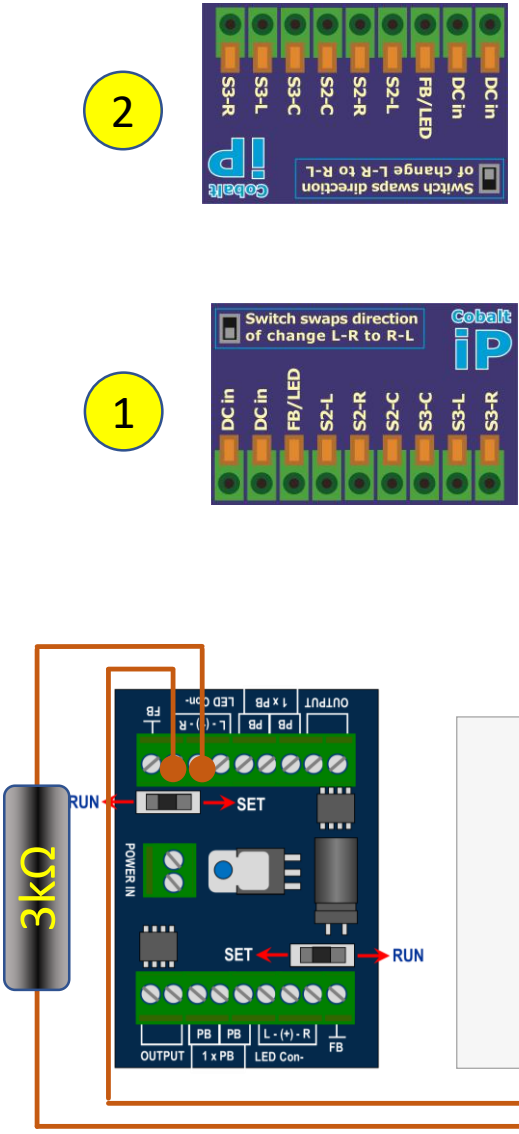 2
S3-R
S3-L
S3-C
S2-C
S2-R
S2-L
FB/LED
DC in
DC in
Cobalt
iP
Switch swaps direction
of change L-R to R-L
1
Switch swaps direction
of change L-R to R-L
Cobalt
iP
DC in
DC in
FB/LED
S2-L
S2-R
S2-C
S3-C
S3-L
S3-R
3kΩ
OUTPUT
1 x PB
LED Con-
FB
PB
PB
L - (+) - R
RUN
SET
POWER IN
SET
RUN
PB
PB
L - (+) - R
OUTPUT
1 x PB
LED Con-
FB